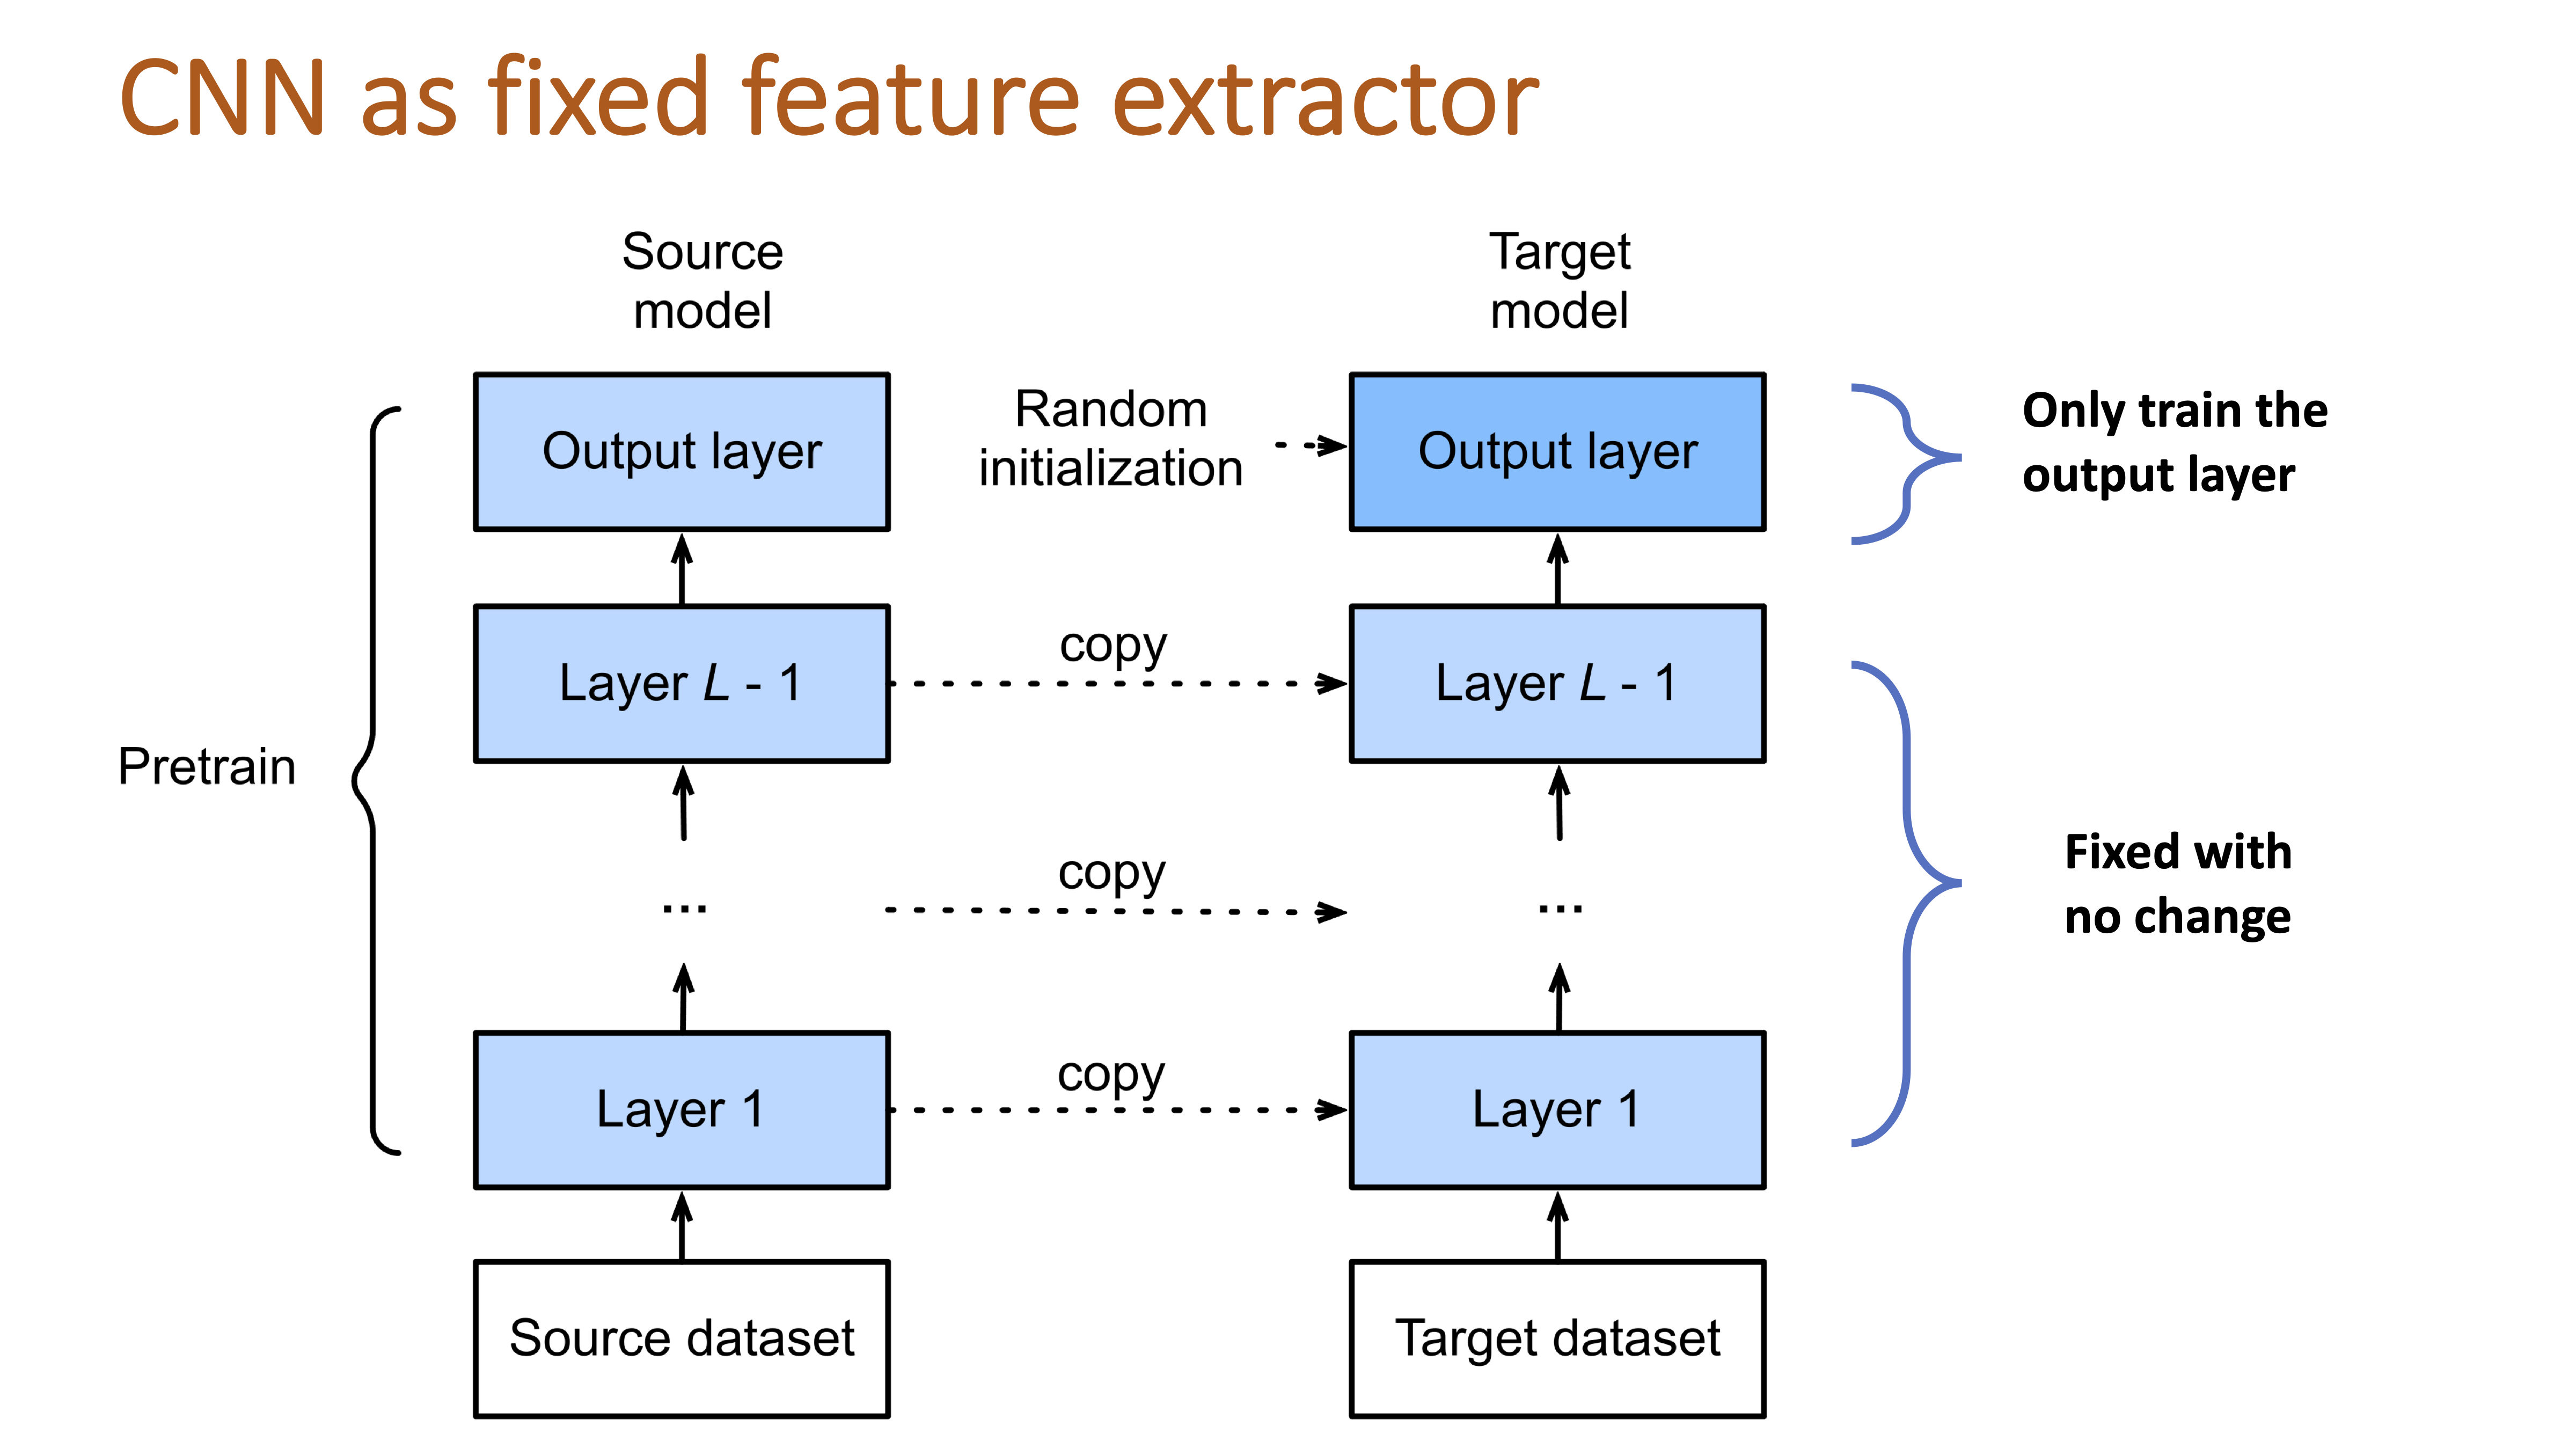 CNN as fixed feature extractor
Source
model
Target
model
Output layer
Random
initialization
Output layer
Only train the
output layer
Layer L - 1
copy
Layer L - 1
Pretrain
...
copy
...
Fixed with
no change
Layer 1
copy
Layer 1
Source dataset
Target dataset